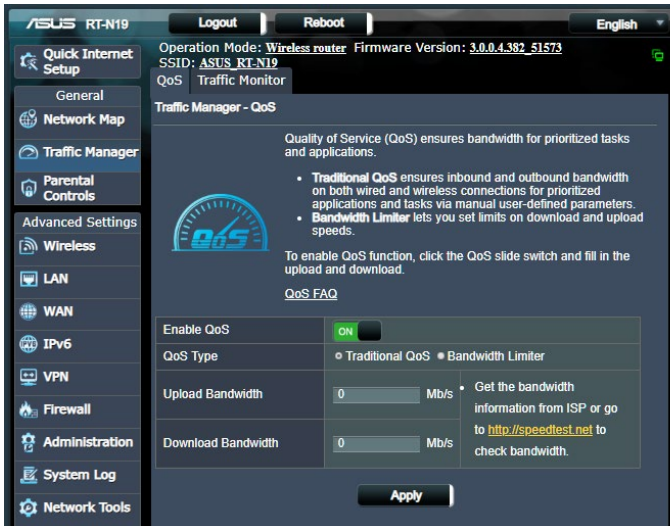 ASUS RT-N19
Logout
Reboot
English
Operation Mode: Wireless router Firmware Version: 3.0.0.4.382_51573
SSID: ASUS_RT-N19
Quick Internet
Setup
General
Network Map
Traffic Manager
Parental
Controls
Advanced Settings
Wireless
LAN
WAN
IPv6
VPN
Firewall
Administration
System Log
Network Tools
QoS
Traffic Monitor
Traffic Manager - QoS
QoS
Quality of Service (QoS) ensures bandwidth for prioritized tasks
and applications.
• Traditional QoS ensures inbound and outbound bandwidth
on both wired and wireless connections for prioritized
applications and tasks via manual user-defined parameters.
• Bandwidth Limiter lets you set limits on download and upload
speeds.
To enable QoS function, click the QoS slide switch and fill in the
upload and download.
QoS FAQ
Enable QoS
ON
QoS Type
Traditional QoS Bandwidth Limiter
Upload Bandwidth
0 Mb/s
Download Bandwidth
0 Mb/s
• Get the bandwidth
information from ISP or go
to http://speedtest.net to
check bandwidth.
Apply